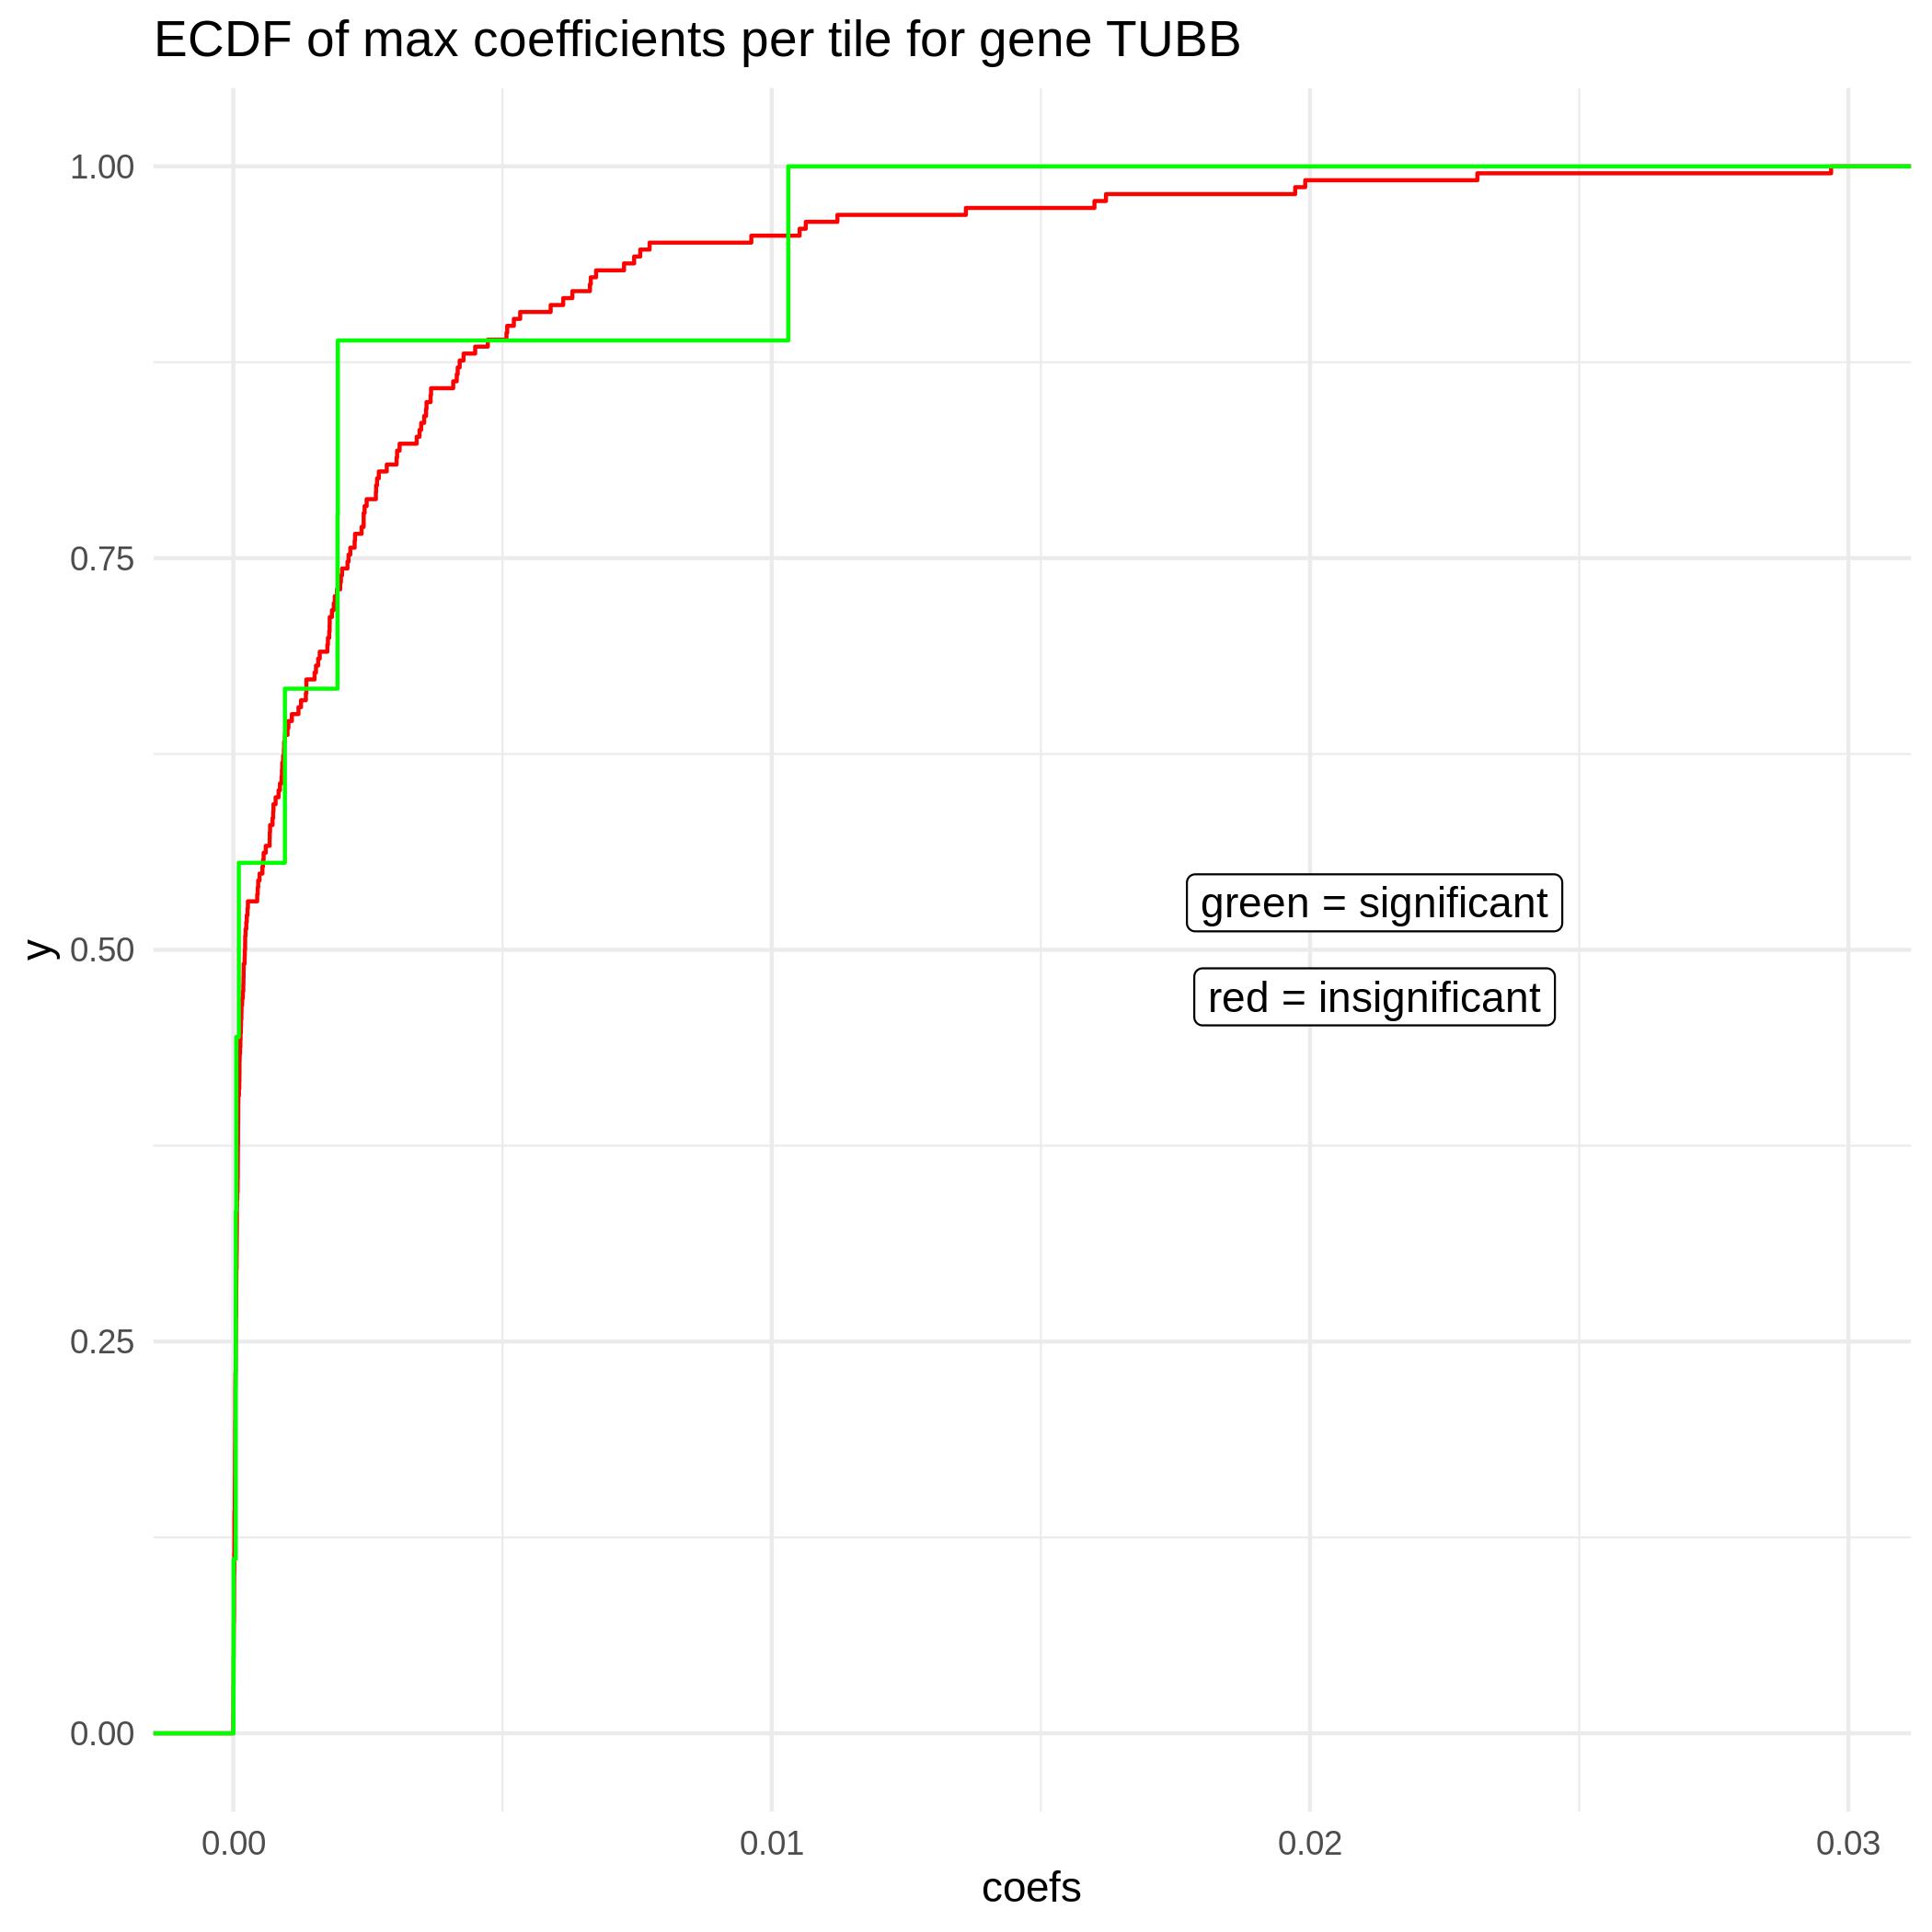 ECDF of max coefficients per tile for gene TUBB
1.00
0.75
0.50
0.25
0.00
y
green = significant
red = insignificant
0.00 0.01 0.02 0.03
coefs